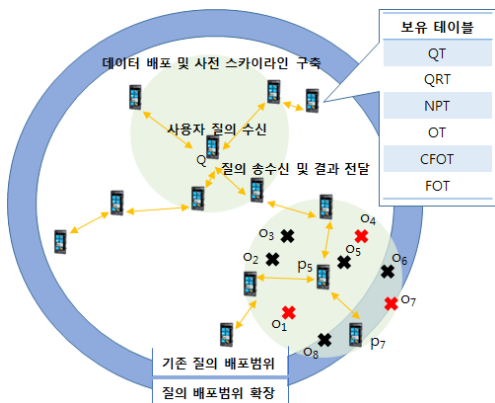 보유 테이블
QT
QRT
NPT
OT
CFOT
FOT
데이터 배포 및 사전 스카이라인 구축
사용자 질의 수신
Q
질의 송수신 및 결과 전달
o4
o3
o5
o2
o6
p5
o7
o1
o8
p7
기존 질의 배포범위
질의 배포범위 확장